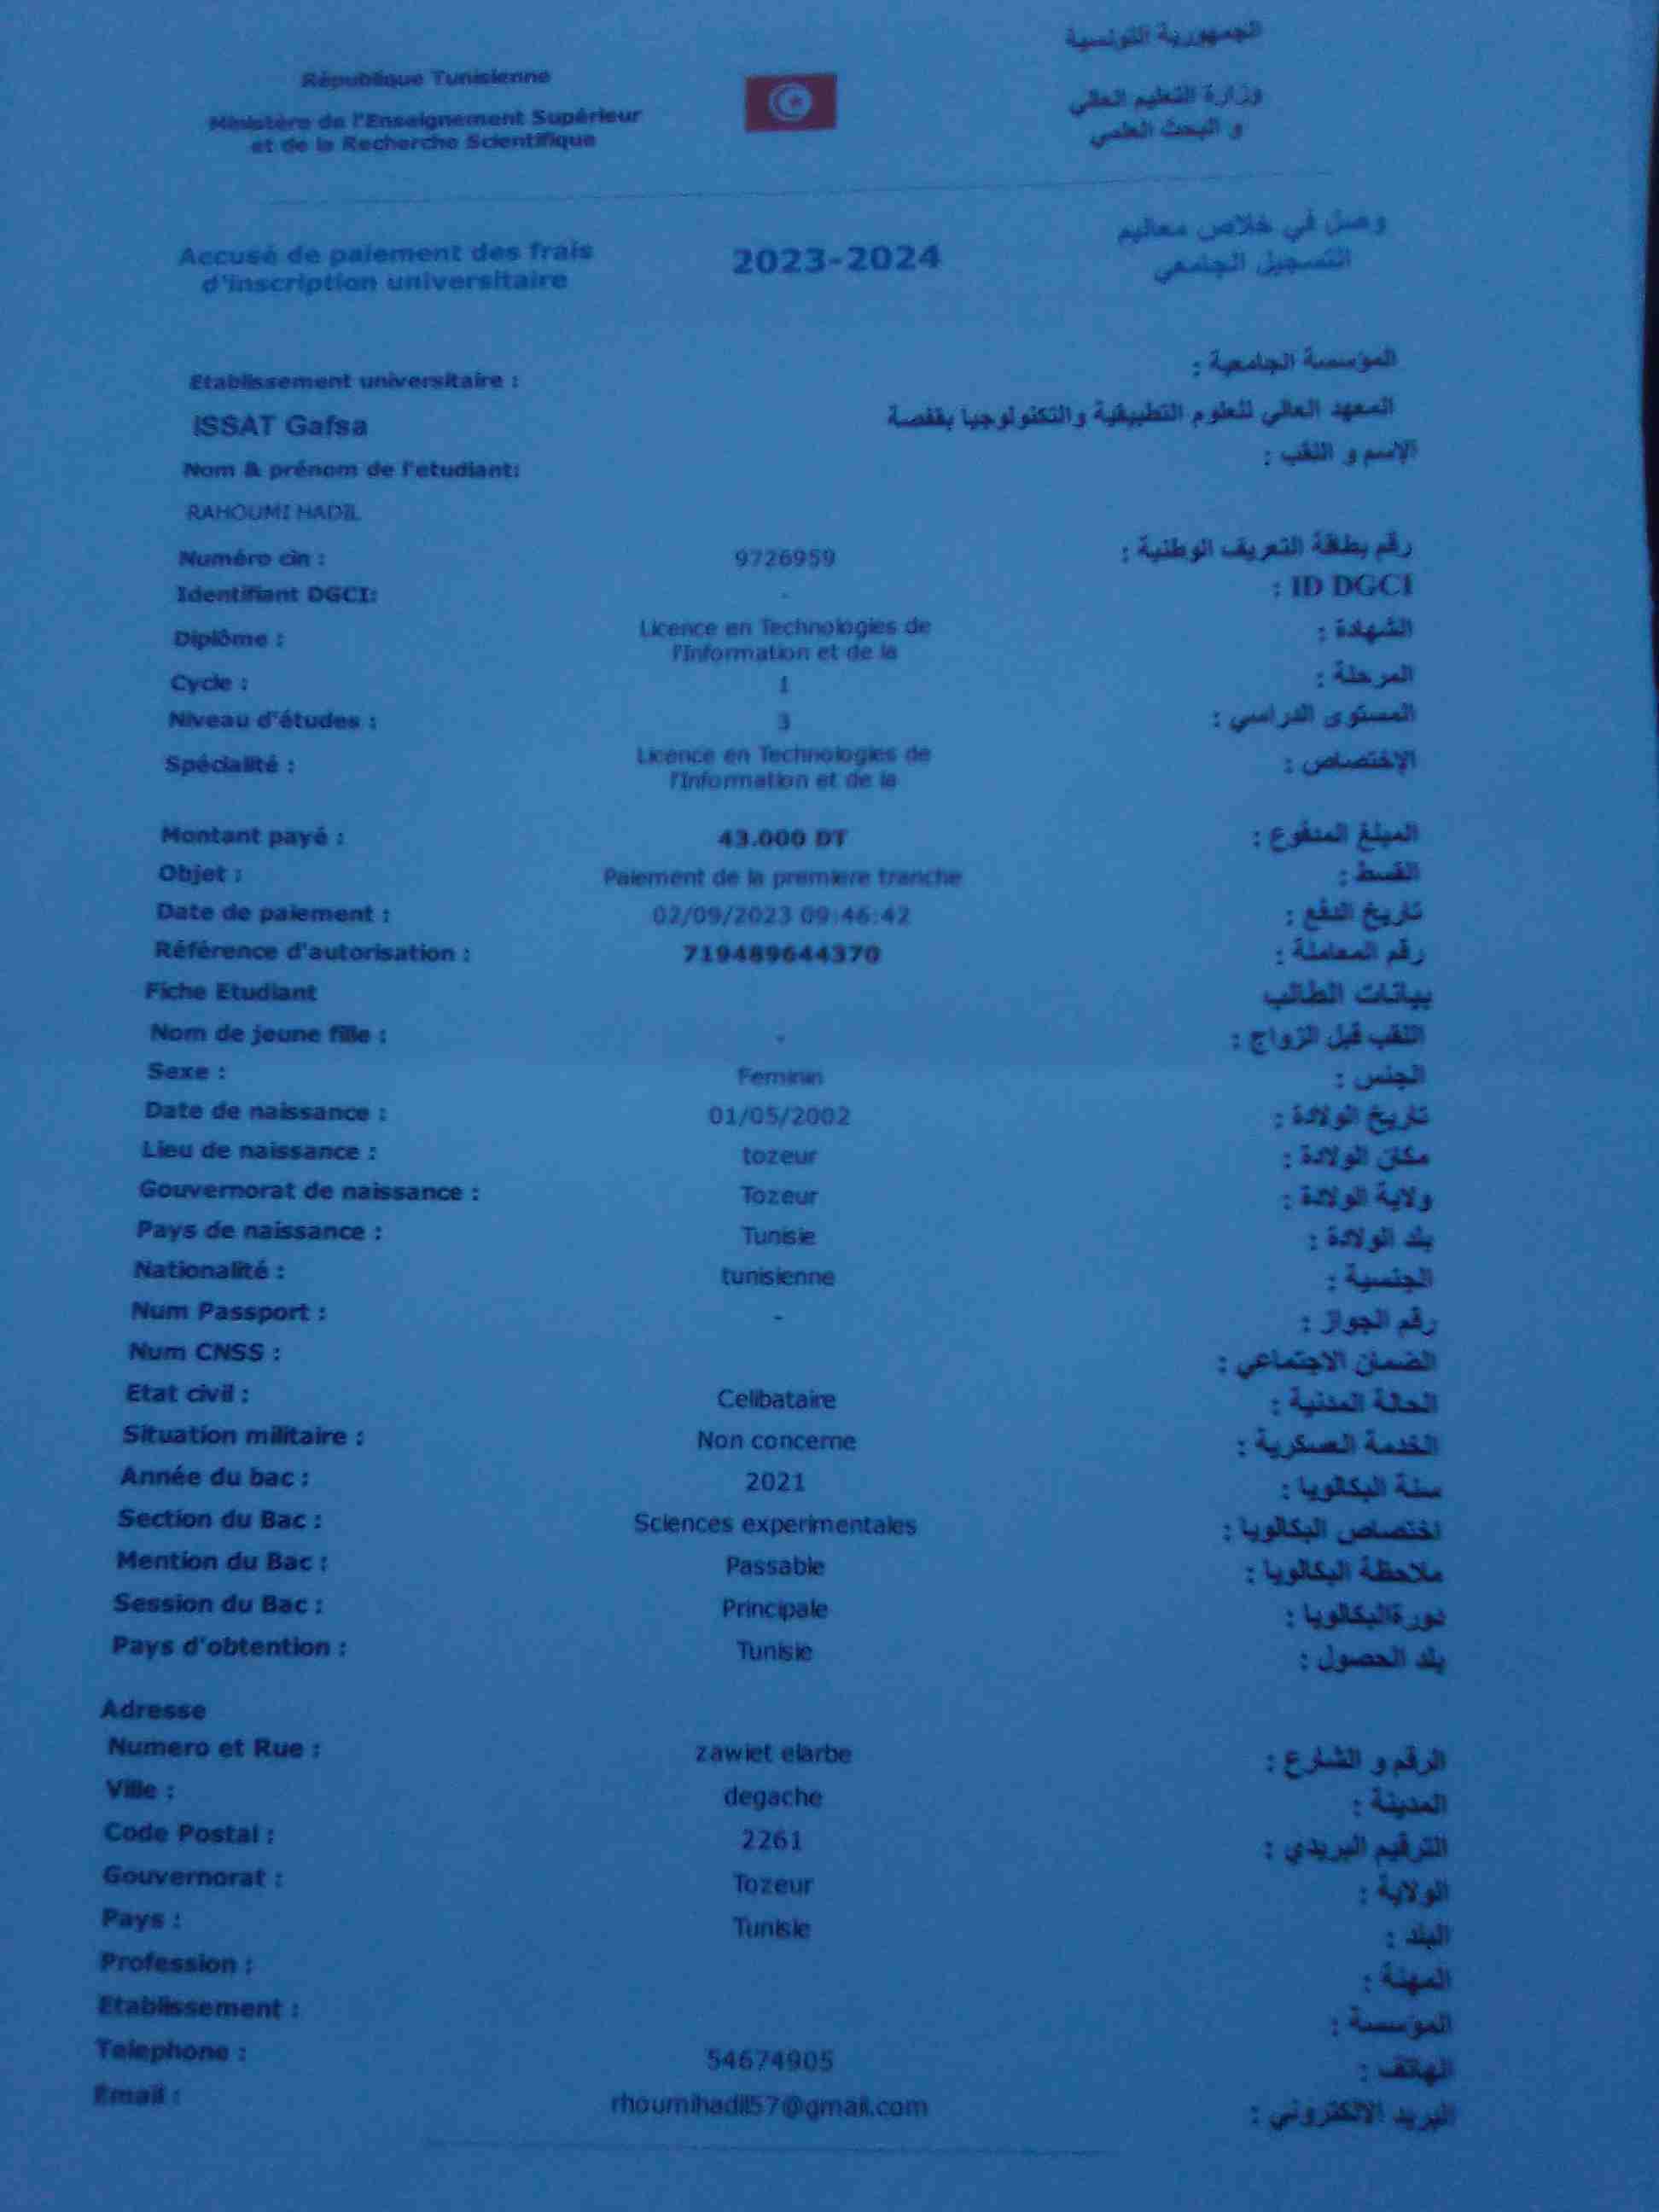 République Tunisienne
الجمهورية التونسية
Ministère de l'Enseignement Supérieur
et de la Recherche Scientifique
وزارة التعليم العالي
و البحث العلمي
Accusé de paiement des frais
d'inscription universitaire
2023-2024
وصل في خلاص معاليم
التسجيل الجامعي
Etablissement universitaire : المؤسسة الجامعية :
ISSAT Gafsa المعهد العالي للعلوم التطبيقية والتكنولوجيا بقفصة
Nom & prénom de l'etudiant: الإسم و اللقب :
RAHOUMI HADIL
Numéro cin : 9726959 رقم بطاقة التعريف الوطنية :
Identifiant DGCI: - ID DGCI :
Diplôme : Licence en Technologies de الشهادة :
l'Information et de la
Cycle : 1 المرحلة :
Niveau d'études : 3 المستوى الدراسي :
Spécialité : Licence en Technologies de الإختصاص :
l'Information et de la
Montant payé : 43.000 DT المبلغ المدفوع :
Objet : Paiement de la premiere tranche القسط :
Date de paiement : 02/09/2023 09:46:42 تاريخ الدفع :
Référence d'autorisation : 719489644370 رقم المعاملة :
Fiche Etudiant بيانات الطالب
Nom de jeune fille : - اللقب قبل الزواج :
Sexe : Feminin الجنس :
Date de naissance : 01/05/2002 تاريخ الولادة :
Lieu de naissance : tozeur مكان الولادة :
Gouvernorat de naissance : Tozeur ولاية الولادة :
Pays de naissance : Tunisie بلد الولادة :
Nationalité : tunisienne الجنسية :
Num Passport : - رقم الجواز :
Num CNSS : الضمان الاجتماعي :
Etat civil : Celibataire الحالة المدنية :
Situation militaire : Non concerne الخدمة العسكرية :
Année du bac : 2021 سنة البكالويا :
Section du Bac : Sciences experimentales اختصاص البكالويا :
Mention du Bac : Passable ملاحظة البكالويا :
Session du Bac : Principale دورةالبكالويا :
Pays d'obtention : Tunisie بلد الحصول :
Adresse
Numero et Rue : zawiet elarbe الرقم و الشارع :
Ville : degache المدينة :
Code Postal : 2261 الترقيم البريدي :
Gouvernorat : Tozeur الولاية :
Pays : Tunisie البلد :
Profession : المهنة :
Etablissement : المؤسسة :
Telephone : 54674905 الهاتف :
Email : rhoumihadil57@gmail.com البريد الالكتروني :